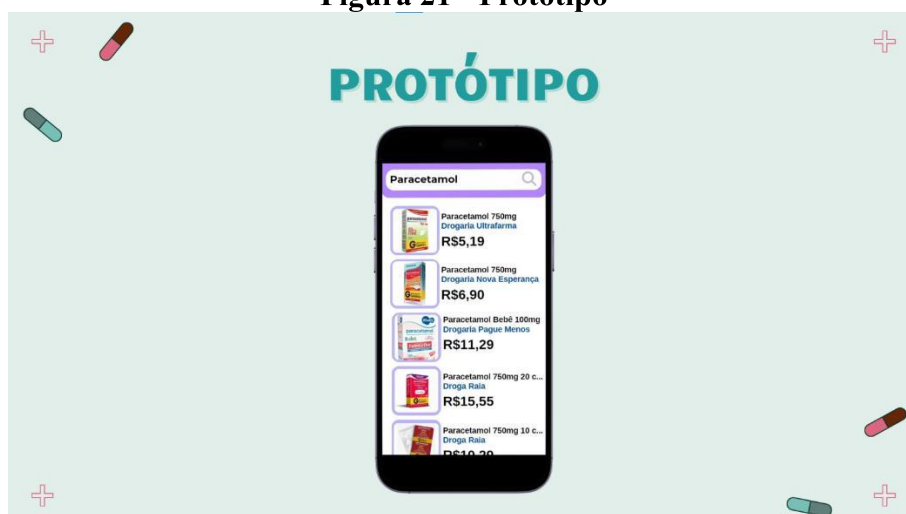 Figura 21 - Protótipo
PROTÓTIPO
Paracetamol
Paracetamol 750mg
Drogaria Ultrafarma
R$5,19
Paracetamol 750mg
Drogaria Nova Esperança
R$6,90
Paracetamol Bebê 100mg
Drogaria Pague Menos
R$11,29
Paracetamol 750mg 20 c...
Droga Raia
R$15,55
Paracetamol 750mg 10 c...
Droga Raia